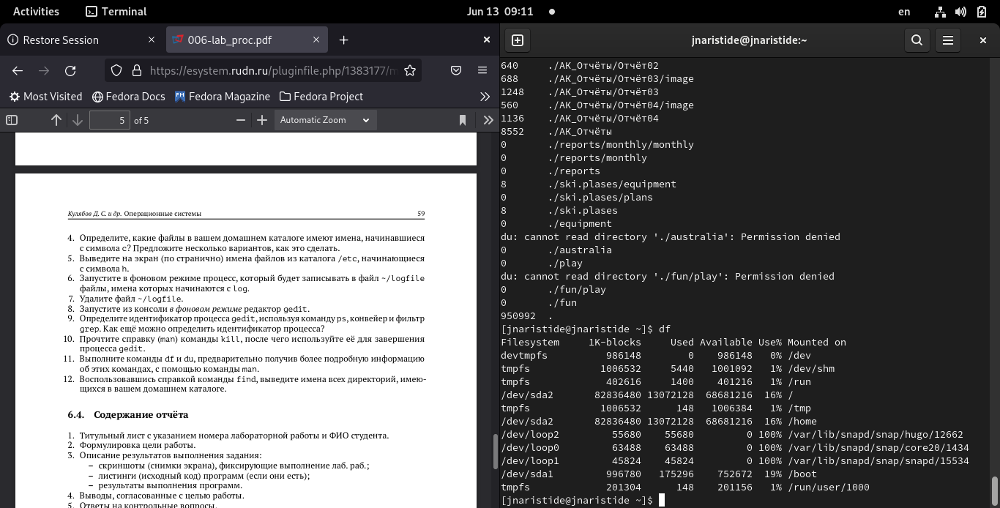 Activities
Terminal
Jun 13 09:11
en
Restore Session
006-lab_proc.pdf
https://esystem.rudn.ru/pluginfile.php/1383177/m
Most Visited
Fedora Docs
Fedora Magazine
Fedora Project
5
of 5
Automatic Zoom
Кулябов Д. С. и др. Операционные системы
59
4. Определите, какие файлы в вашем домашнем каталоге имеют имена, начинавшиеся
с символа c? Предложите несколько вариантов, как это сделать.
5. Выведите на экран (по странично) имена файлов из каталога /etc, начинающиеся
с символа h.
6. Запустите в фоновом режиме процесс, который будет записывать в файл ~/logfile
файлы, имена которых начинаются с log.
7. Удалите файл ~/logfile.
8. Запустите из консоли в фоновом режиме редактор gedit.
9. Определите идентификатор процесса gedit, используя команду ps, конвейер и фильтр
grep. Как ещё можно определить идентификатор процесса?
10. Прочтите справку (man) команды kill, после чего используйте её для завершения
процесса gedit.
11. Выполните команды df и du, предварительно получив более подробную информацию
об этих командах, с помощью команды man.
12. Воспользовавшись справкой команды find, выведите имена всех директорий, имею-
щихся в вашем домашнем каталоге.
6.4. Содержание отчёта
1. Титульный лист с указанием номера лабораторной работы и ФИО студента.
2. Формулировка цели работы.
3. Описание результатов выполнения задания:
– скриншоты (снимки экрана), фиксирующие выполнение лаб. раб.;
– листинги (исходный код) программ (если они есть);
– результаты выполнения программ.
4. Выводы, согласованные с целью работы.
5. Ответы на контрольные вопросы.
jnaristide@jnaristide:~
640 ./АК_Отчёты/Отчёт02
688 ./АК_Отчёты/Отчёт03/image
1248 ./АК_Отчёты/Отчёт03
560 ./АК_Отчёты/Отчёт04/image
1136 ./АК_Отчёты/Отчёт04
8552 ./АК_Отчёты
0 ./reports/monthly/monthly
0 ./reports/monthly
0 ./reports
8 ./ski.plases/equipment
0 ./ski.plases/plans
8 ./ski.plases
0 ./equipment
du: cannot read directory './australia': Permission denied
0 ./australia
0 ./play
du: cannot read directory './fun/play': Permission denied
0 ./fun/play
0 ./fun
950992 .
[jnaristide@jnaristide ~]$ df
Filesystem 1K-blocks Used Available Use% Mounted on
devtmpfs 986148 0 986148 0% /dev
tmpfs 1006532 5440 1001092 1% /dev/shm
tmpfs 402616 1400 401216 1% /run
/dev/sda2 82836480 13072128 68681216 16% /
tmpfs 1006532 148 1006384 1% /tmp
/dev/sda2 82836480 13072128 68681216 16% /home
/dev/loop2 55680 55680 0 100% /var/lib/snapd/snap/hugo/12662
/dev/loop0 63488 63488 0 100% /var/lib/snapd/snap/core20/1434
/dev/loop1 45824 45824 0 100% /var/lib/snapd/snap/snapd/15534
/dev/sda1 996780 175296 752672 19% /boot
tmpfs 201304 148 201156 1% /run/user/1000
[jnaristide@jnaristide ~]$